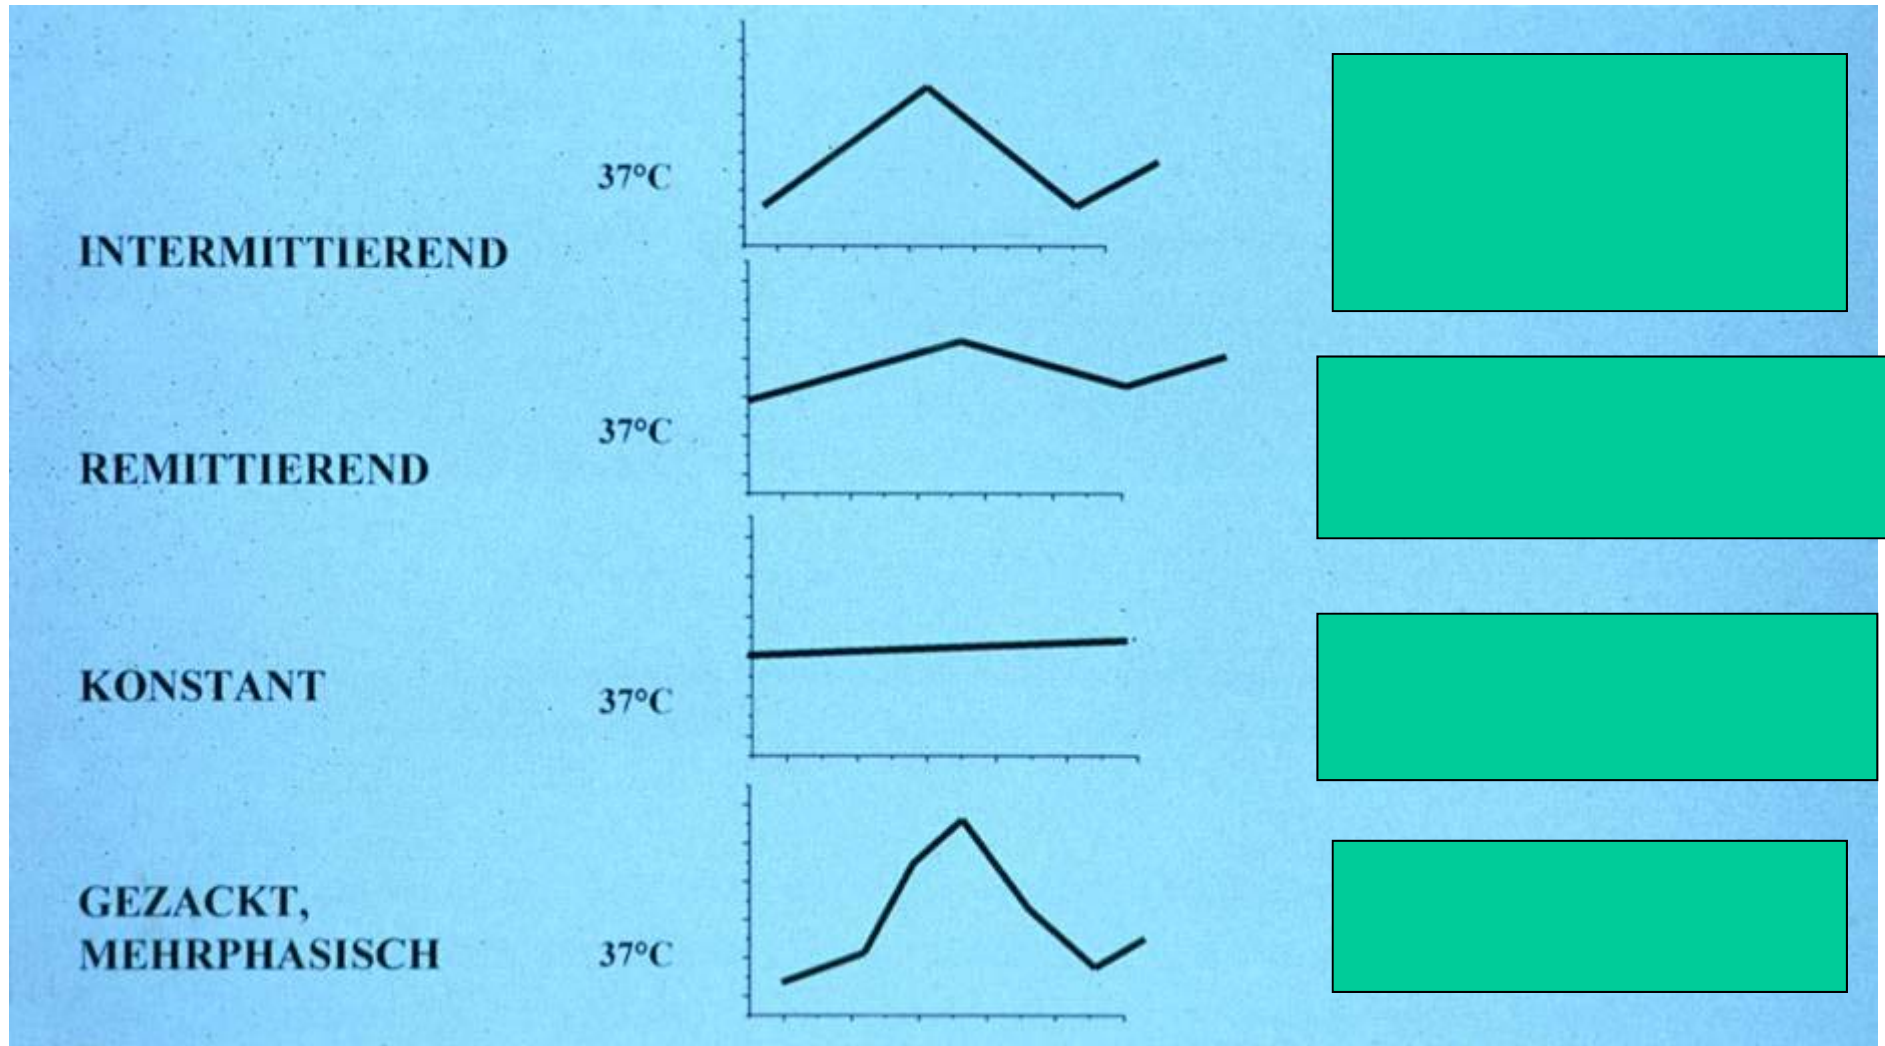 37°C
INTERMITTIEREND
37°C
REMITTIEREND
37°C
KONSTANT
GEZACKT,
37°C
MEHRPHASISCH